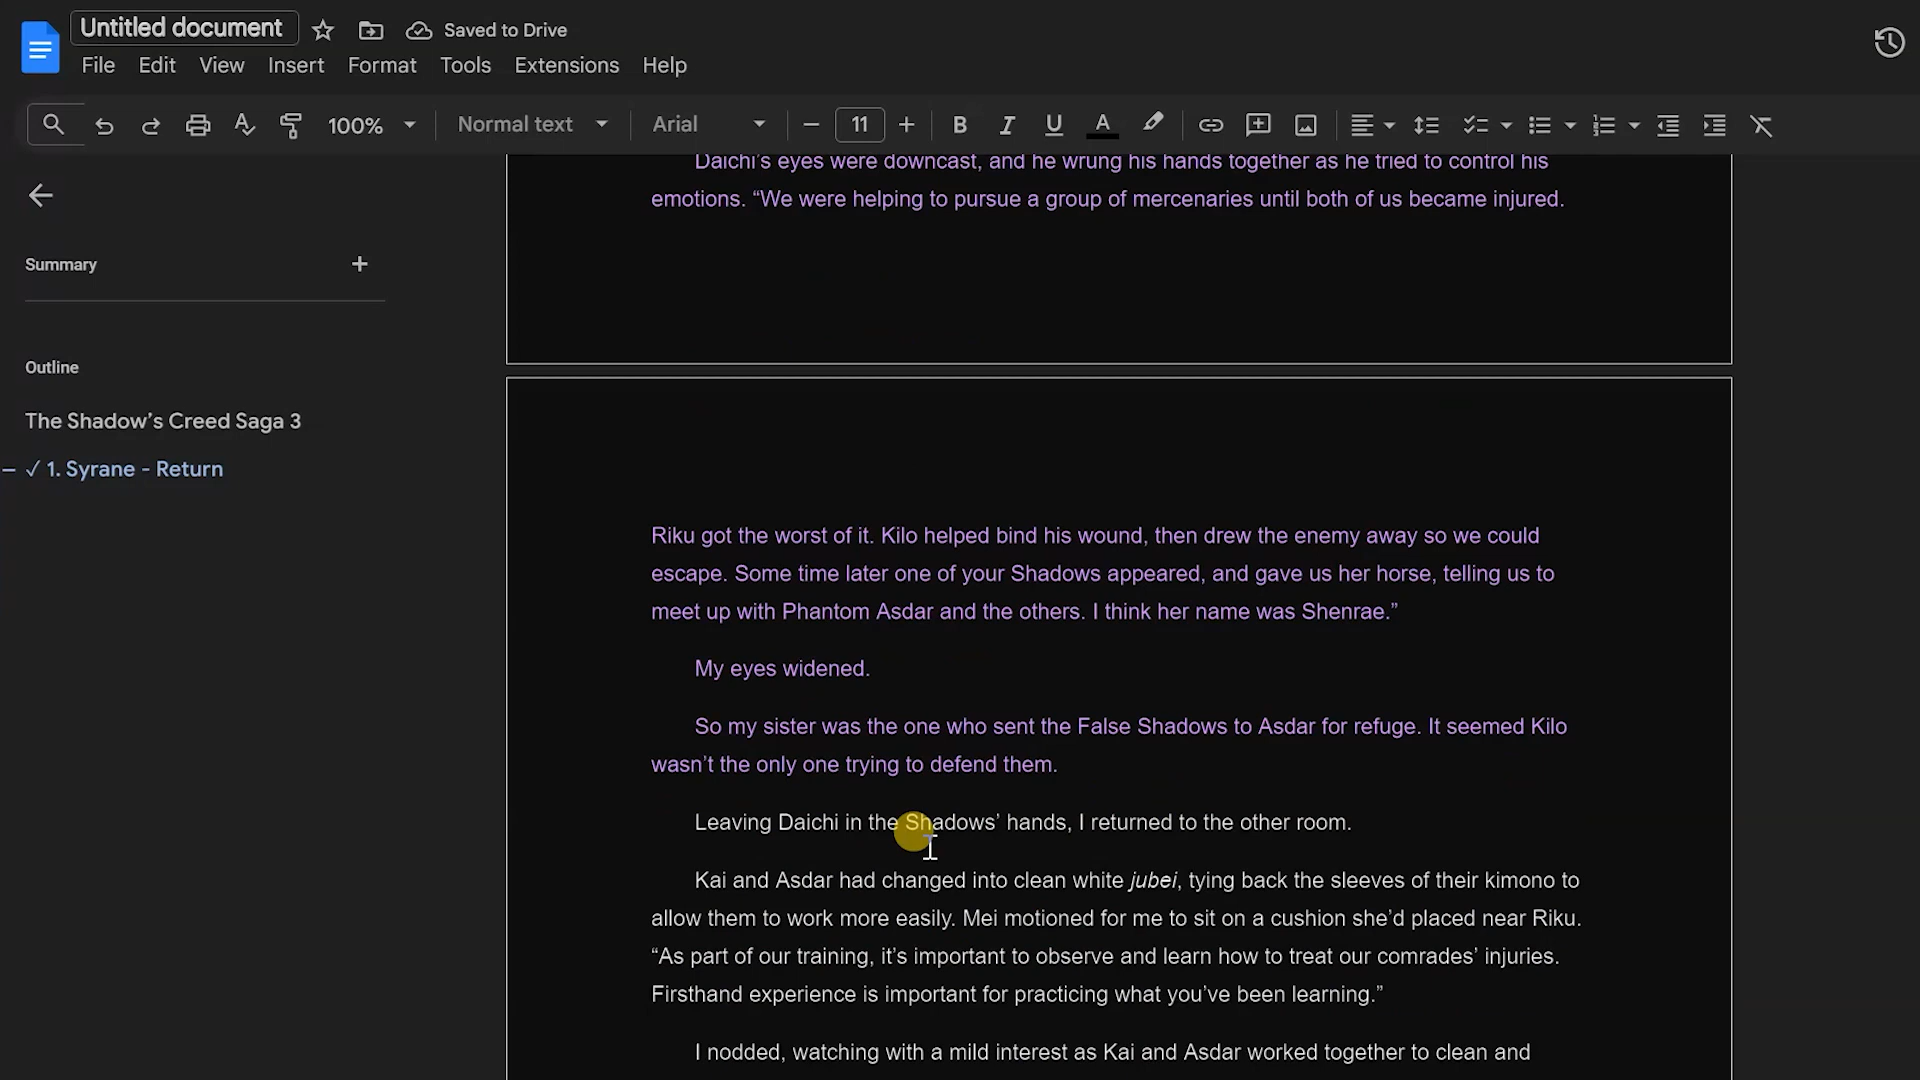 Untitled document
Saved to Drive
File Edit View Insert Format Tools Extensions Help
100% Normal text Arial 11
Summary
Outline
The Shadow’s Creed Saga 3
✓ 1. Syrane - Return
Daichi’s eyes were downcast, and he wrung his hands together as he tried to control his
emotions. “We were helping to pursue a group of mercenaries until both of us became injured.
Riku got the worst of it. Kilo helped bind his wound, then drew the enemy away so we could
escape. Some time later one of your Shadows appeared, and gave us her horse, telling us to
meet up with Phantom Asdar and the others. I think her name was Shenrae.”
My eyes widened.
So my sister was the one who sent the False Shadows to Asdar for refuge. It seemed Kilo
wasn’t the only one trying to defend them.
Leaving Daichi in the Shadows’ hands, I returned to the other room.
Kai and Asdar had changed into clean white jubei, tying back the sleeves of their kimono to
allow them to work more easily. Mei motioned for me to sit on a cushion she’d placed near Riku.
“As part of our training, it’s important to observe and learn how to treat our comrades’ injuries.
Firsthand experience is important for practicing what you’ve been learning.”
I nodded, watching with a mild interest as Kai and Asdar worked together to clean and